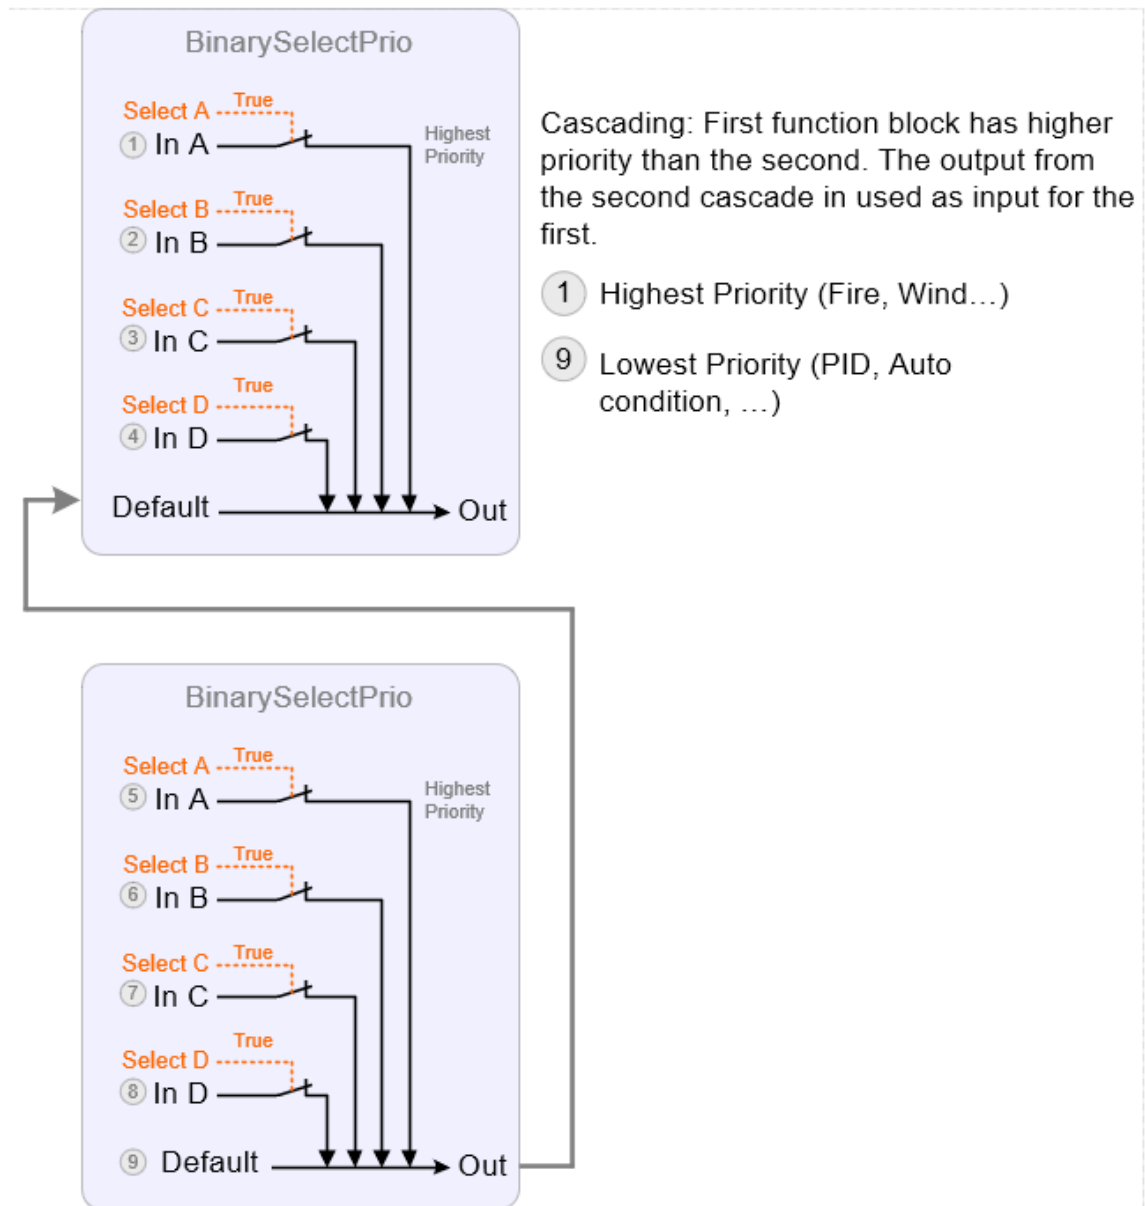 BinarySelectPrio
Select A True
1 In A
Highest
Priority
Select B True
2 In B
Select C True
3 In C
True
Select D
4 In D
Default Out
Cascading: First function block has higher
priority than the second. The output from
the second cascade in used as input for the
first.
1 Highest Priority (Fire, Wind...)
9 Lowest Priority (PID, Auto
condition, ...)
BinarySelectPrio
Select A True
5 In A
Highest
Priority
Select B True
6 In B
Select C True
7 In C
True
Select D
8 In D
9 Default Out